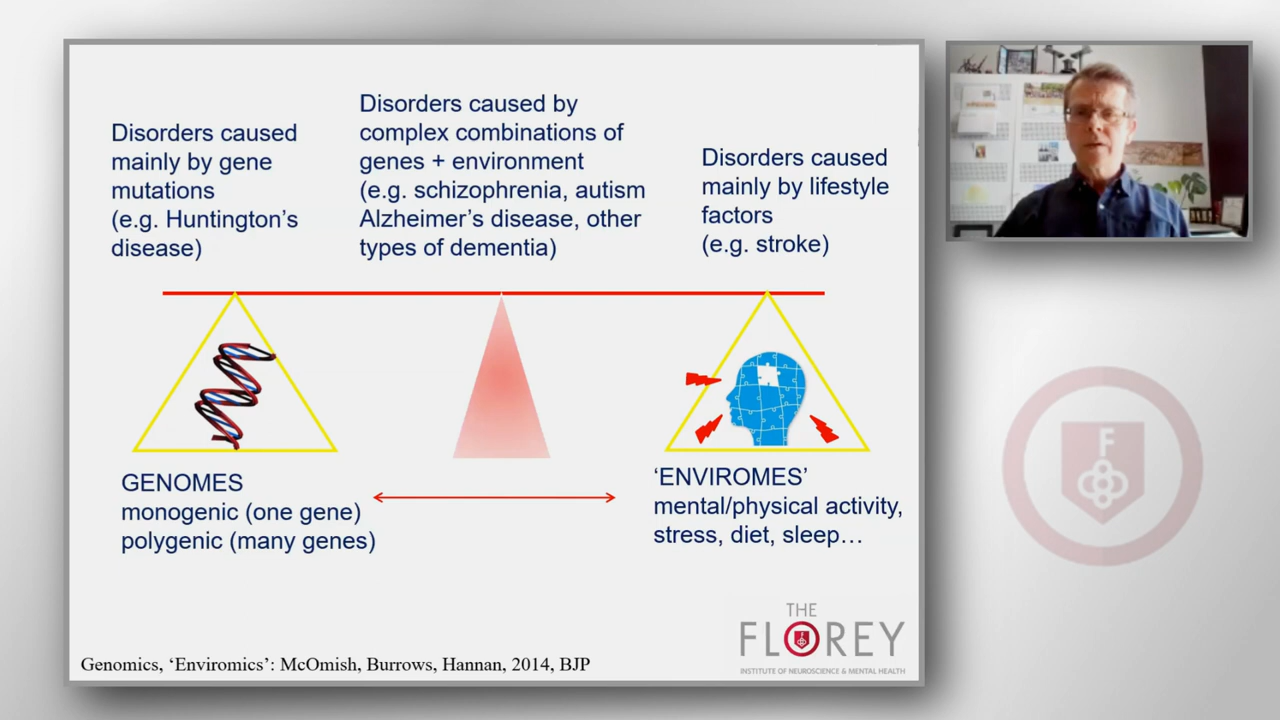 Disorders caused
mainly by gene
mutations
(e.g. Huntington's
disease)
Disorders caused by
complex combinations of
genes + environment
(e.g. schizophrenia, autism
Alzheimer's disease, other
types of dementia)
Disorders caused
mainly by lifestyle
factors
(e.g. stroke)
GENOMES
monogenic (one gene)
polygenic (many genes)
‘ENVIROMES’
mental/physical activity,
stress, diet, sleep…
Genomics, ‘Enviromics’: McOmish, Burrows, Hannan, 2014, BJP
THE
FLOREY
INSTITUTE OF NEUROSCIENCE & MENTAL HEALTH
F